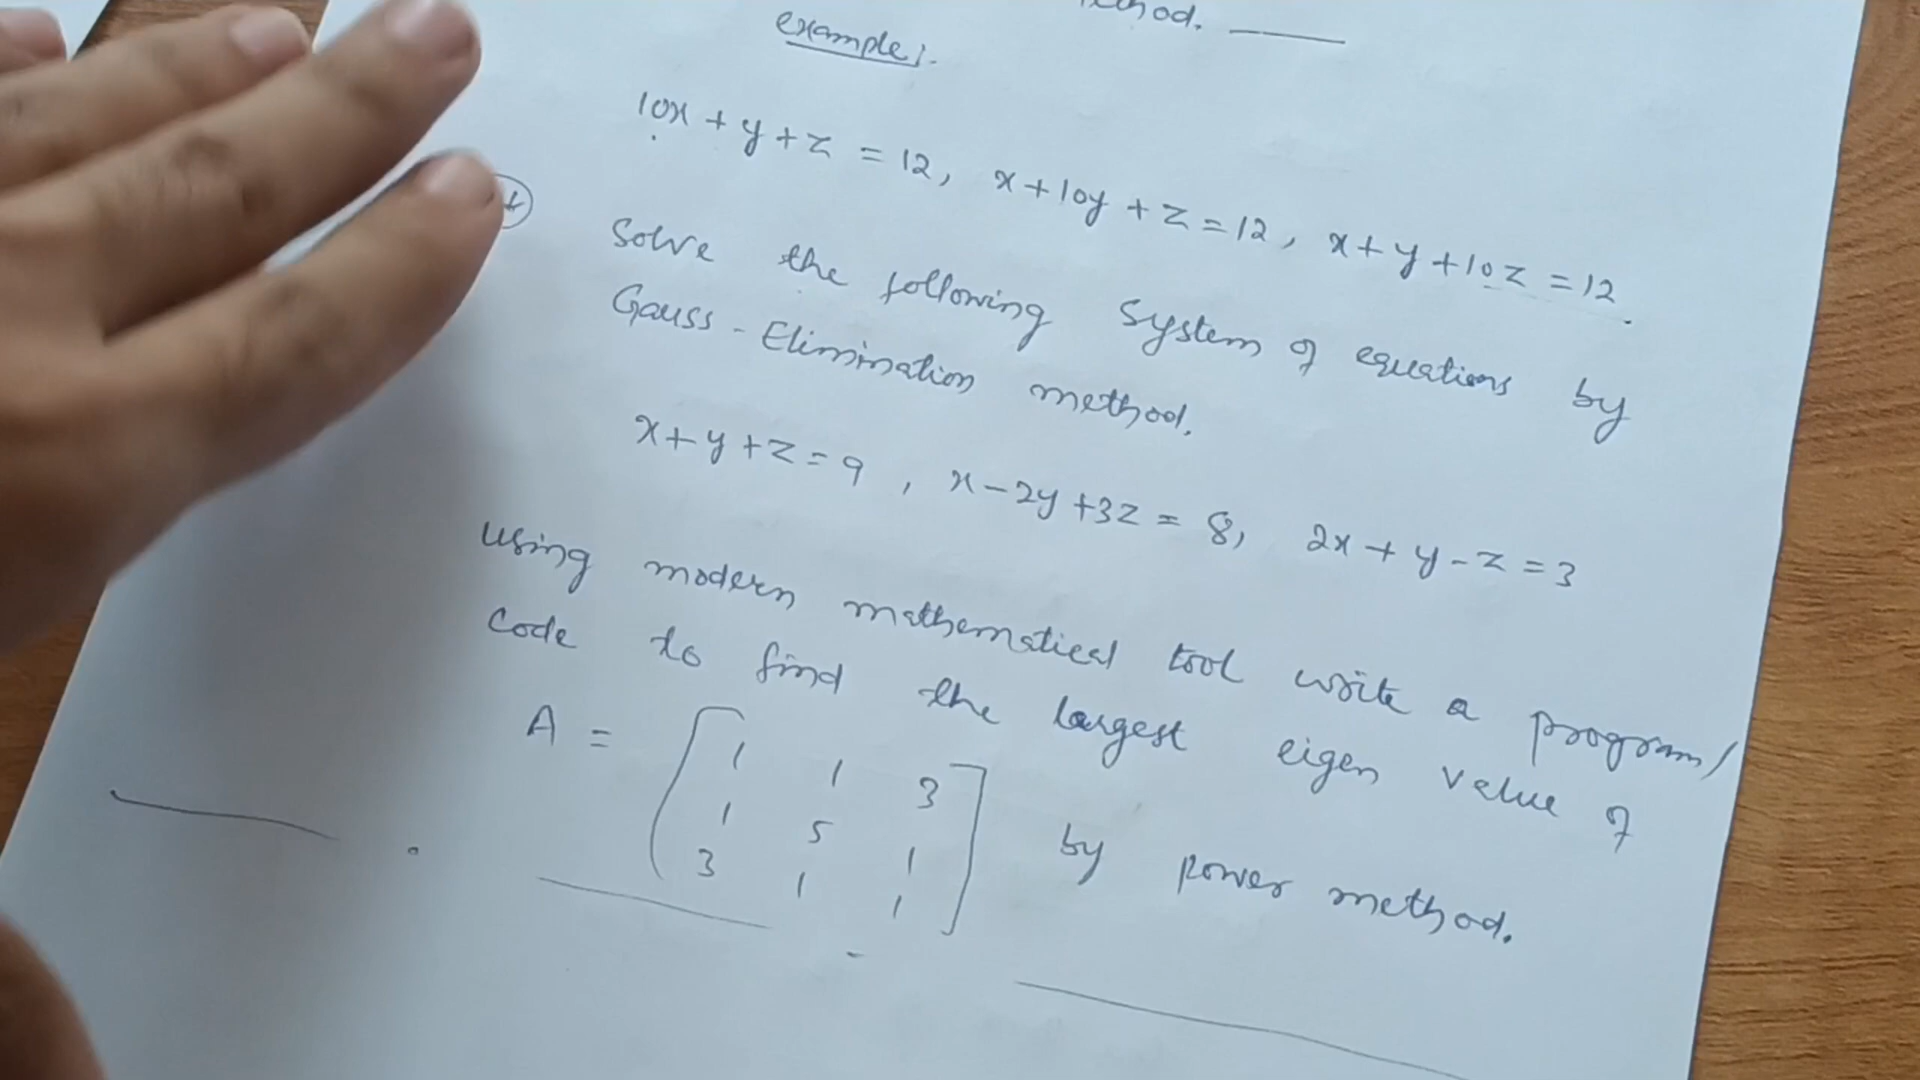 method. 
example:
10x + y + z = 12, x + 10y + z = 12, x + y + 10z = 12.
Solve the following System of equations by
Gauss - Elimination method.
x + y + z = 9, x - 2y + 3z = 8, 2x + y - z = 3
Using modern mathematical tool write a program/
Code to find the largest eigen value of
A = [1 1 3
1 5 1
3 1 1] by power method.